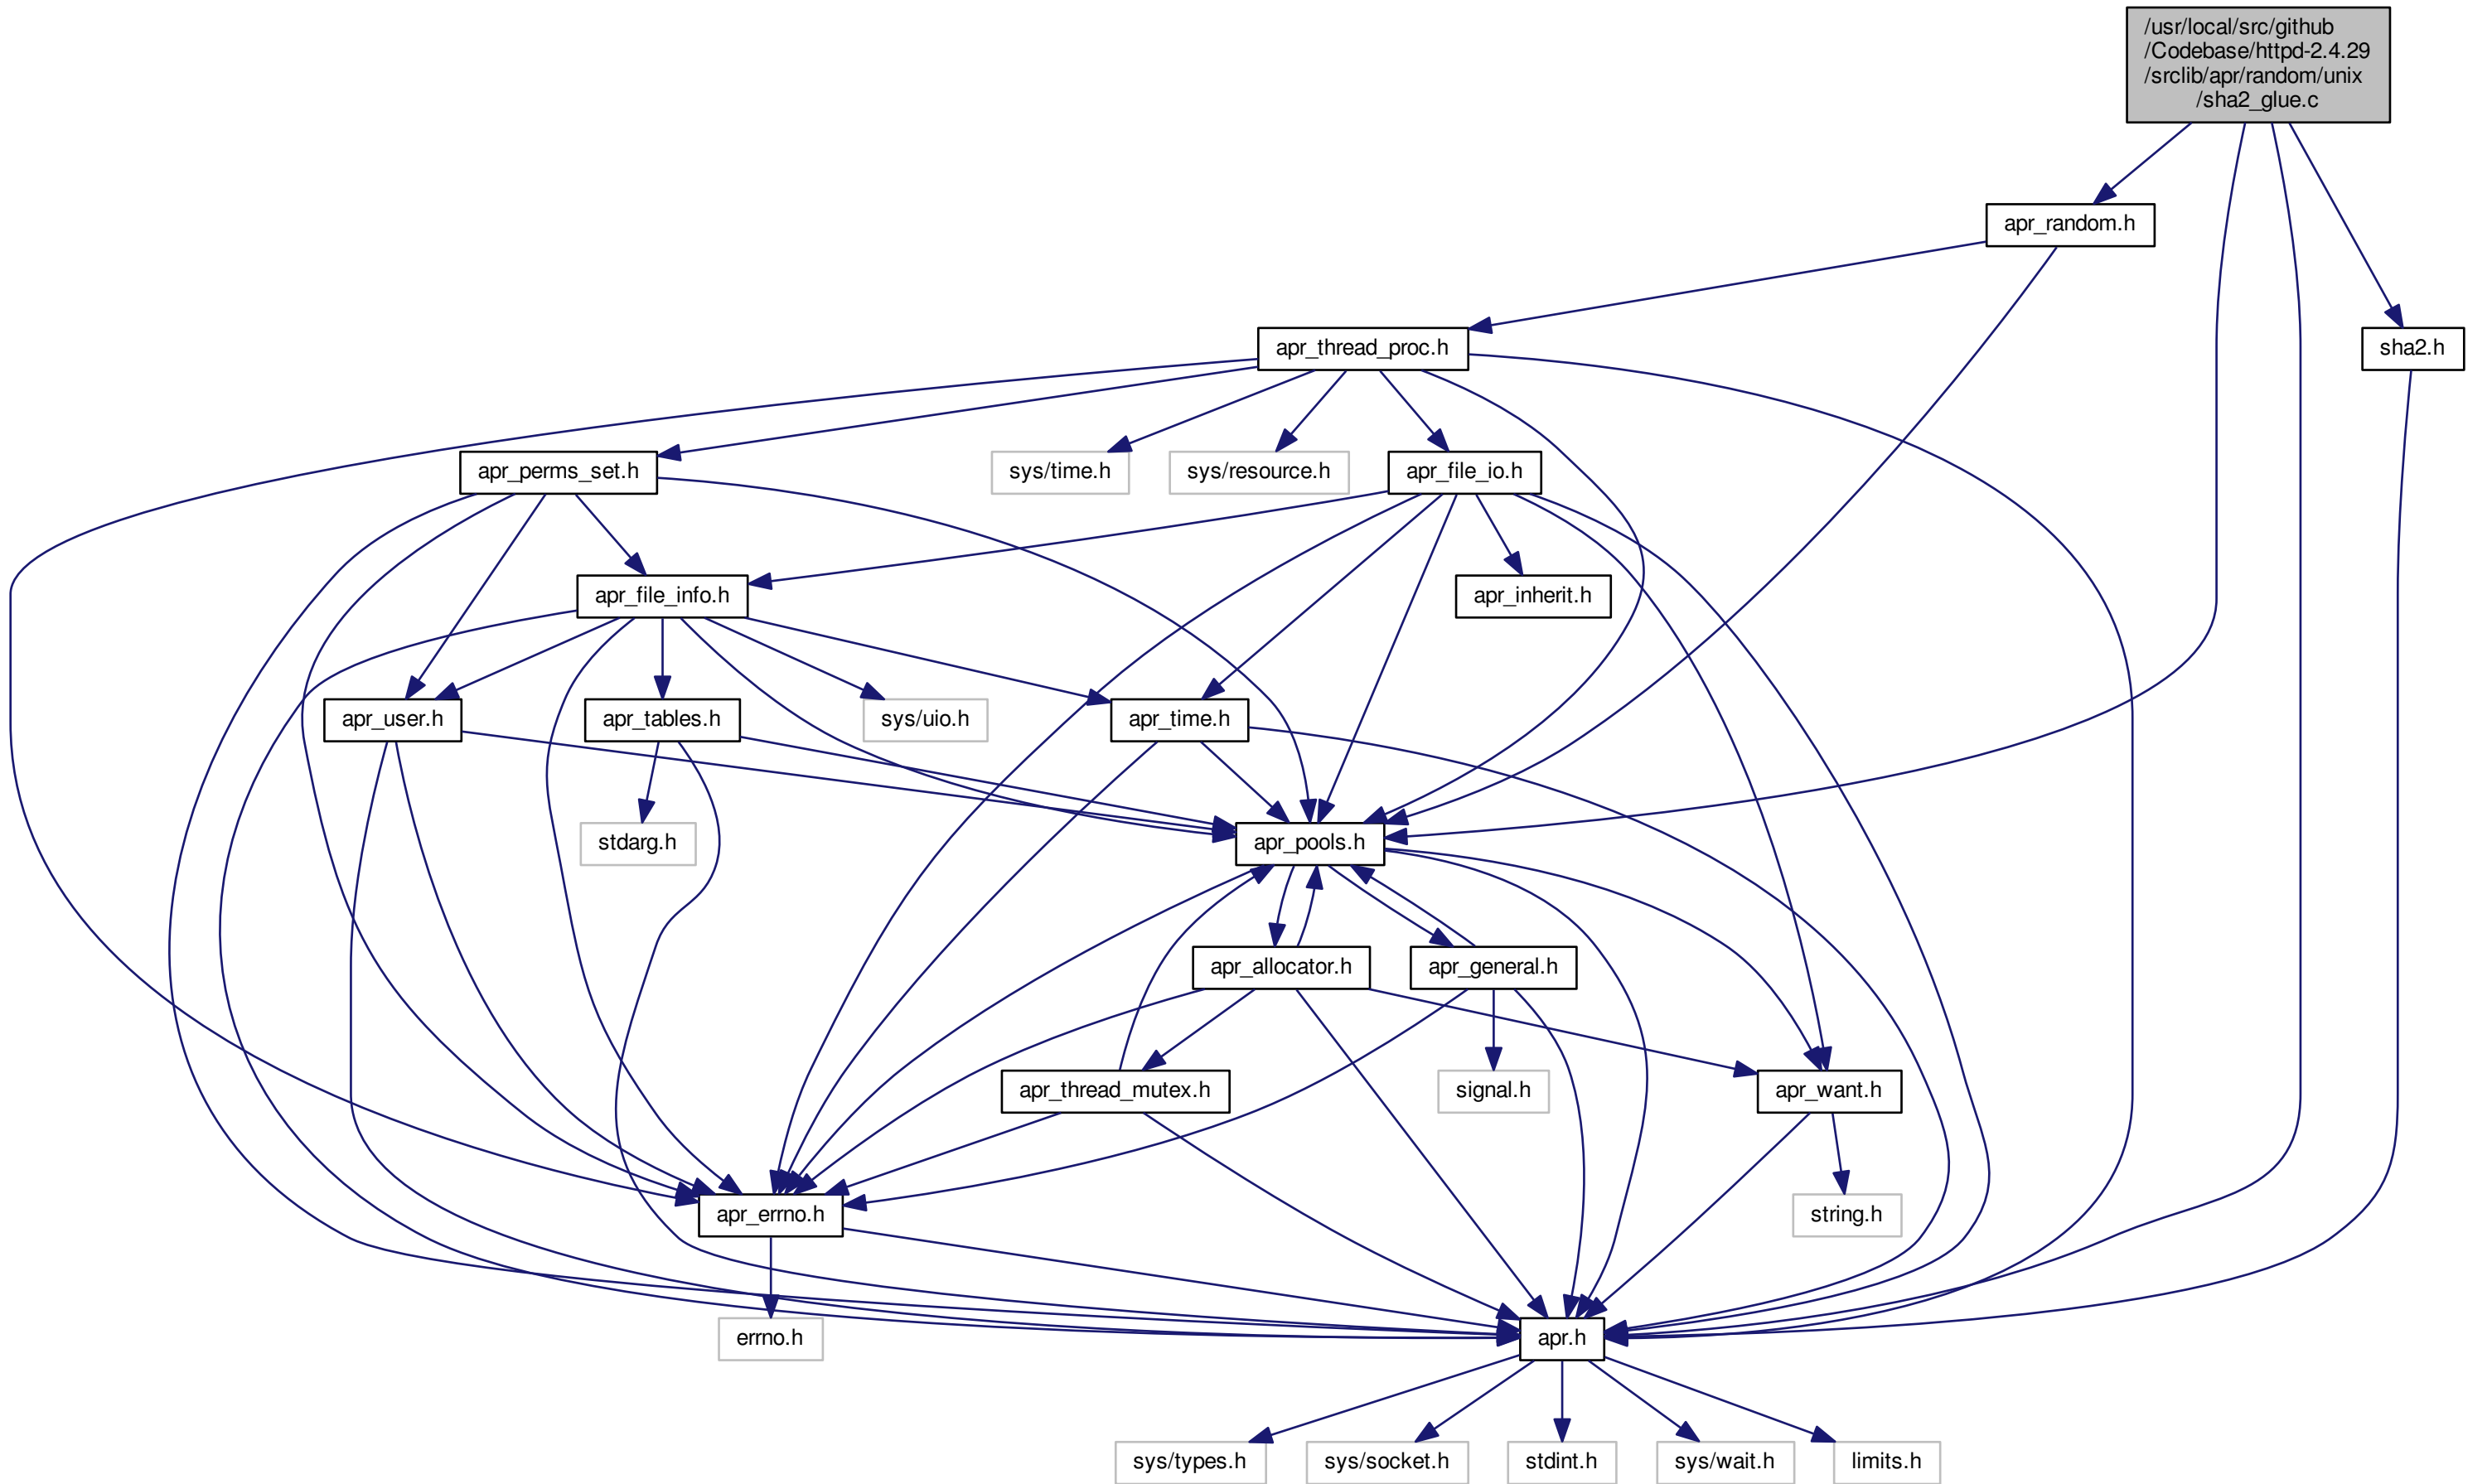 /usr/local/src/github
/Codebase/httpd-2.4.29
/srclib/apr/random/unix
/sha2_glue.c
apr_random.h
apr_thread_proc.h
sha2.h
apr_perms_set.h
sys/time.h
sys/resource.h
apr_file_io.h
apr_file_info.h
apr_inherit.h
apr_user.h
apr_tables.h
sys/uio.h
apr_time.h
stdarg.h
apr_pools.h
apr_allocator.h
apr_general.h
apr_thread_mutex.h
signal.h
apr_want.h
apr_errno.h
string.h
errno.h
apr.h
sys/types.h
sys/socket.h
stdint.h
sys/wait.h
limits.h